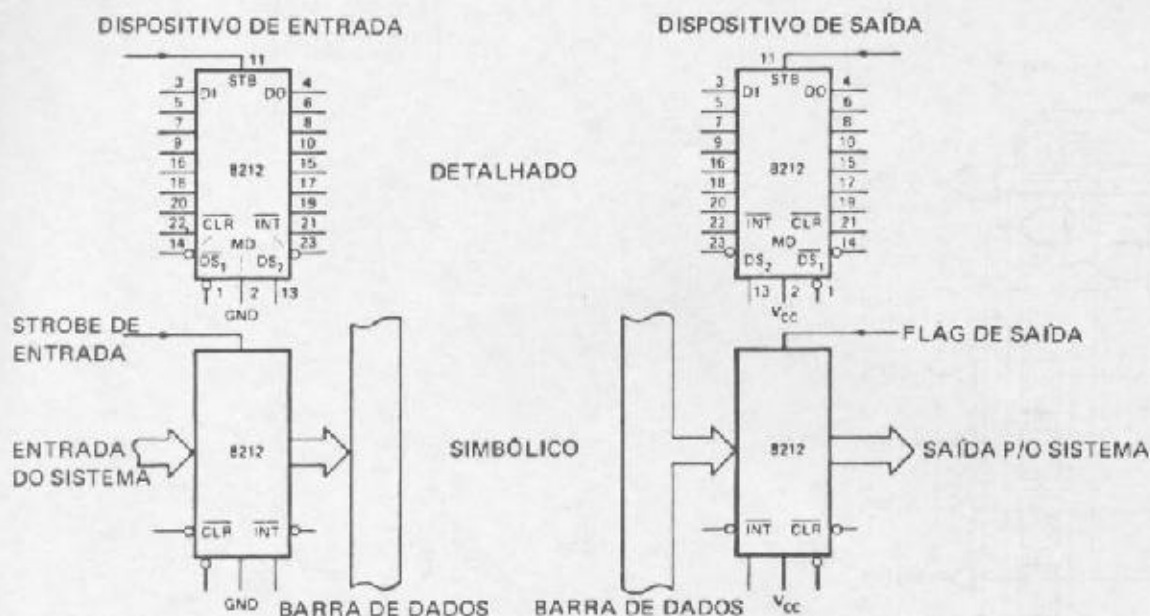 DISPOSITIVO DE ENTRADA
DISPOSITIVO DE SAÍDA
11
STB
3 DI DO 4
5 6
7 8
9 10
16 8212 15
18 17
20 19
22 CLR INT 21
14 MD 23
DS1 DS2
1 2 13
GND
DETALHADO
11
STB
3 DI DO 4
5 6
7 8
9 10
16 8212 15
18 17
20 19
22 INT CLR 21
23 MD 14
DS2 DS1
13 2 1
VCC
STROBE DE
ENTRADA
FLAG DE SAÍDA
ENTRADA
DO SISTEMA
8212
SIMBÓLICO
8212
SAÍDA P/O SISTEMA
CLR INT
INT CLR
GND
BARRA DE DADOS
BARRA DE DADOS
VCC